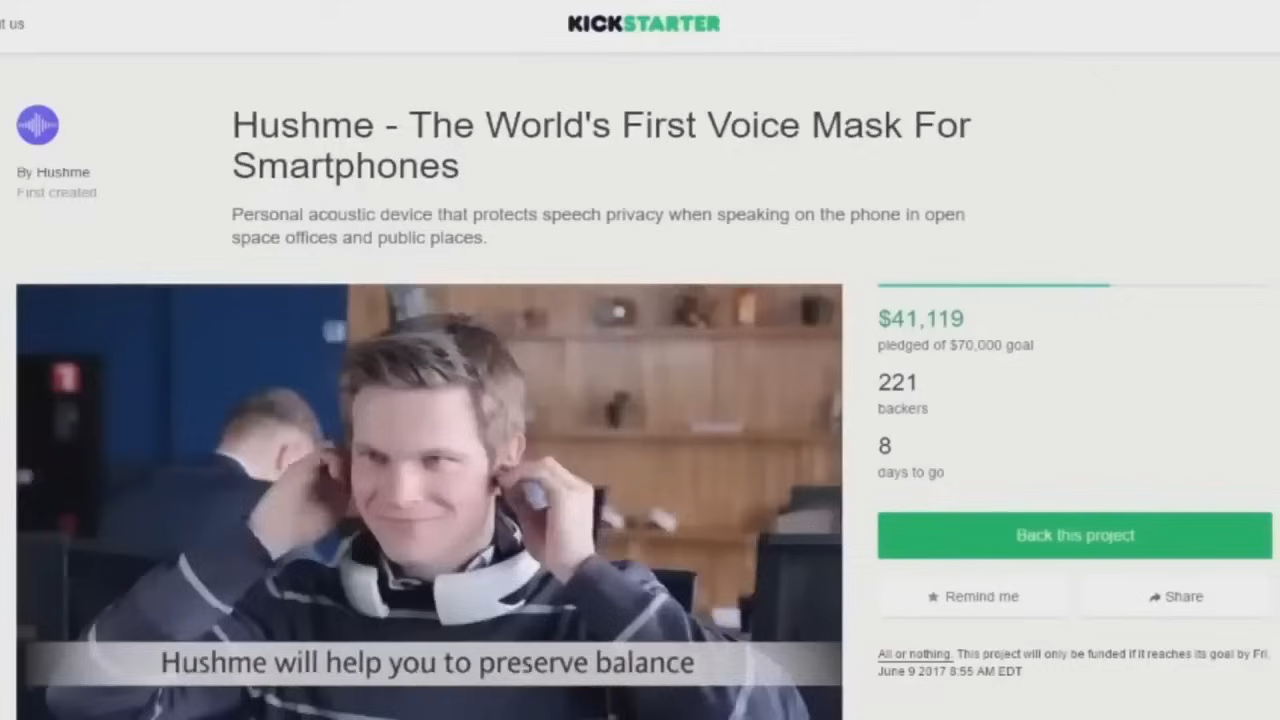 t us
KICKSTARTER
Hushme - The World's First Voice Mask For
Smartphones
By Hushme
First created
Personal acoustic device that protects speech privacy when speaking on the phone in open
space offices and public places.
$41,119
pledged of $70,000 goal
221
backers
8
days to go
Back this project
Remind me
Share
All or nothing. This project will only be funded if it reaches its goal by Fri,
June 9 2017 8:55 AM EDT
Hushme will help you to preserve balance